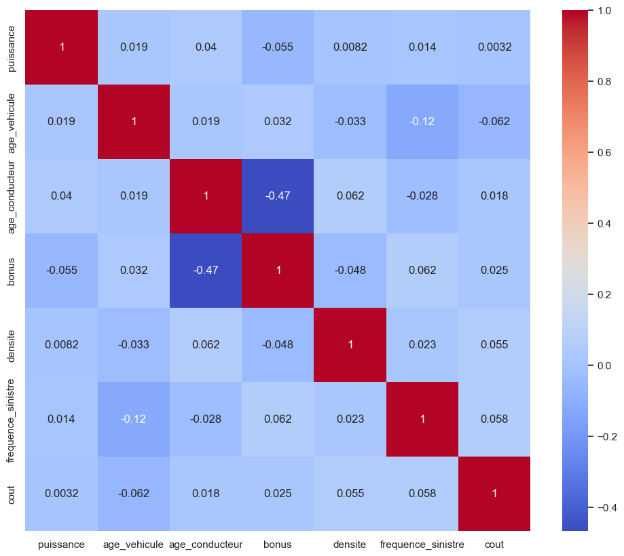 puissance 1 0.019 0.04 -0.055 0.0082 0.014 0.0032
age_vehicule 0.019 1 0.019 0.032 -0.033 -0.12 -0.062
age_conducteur 0.04 0.019 1 -0.47 0.062 -0.028 0.018
bonus -0.055 0.032 -0.47 1 -0.048 0.062 0.025
densite 0.0082 -0.033 0.062 -0.048 1 0.023 0.055
frequence_sinistre 0.014 -0.12 -0.028 0.062 0.023 1 0.058
cout 0.0032 -0.062 0.018 0.025 0.055 0.058 1
puissance age_vehicule age_conducteur bonus densite frequence_sinistre cout
1.0
0.8
0.6
0.4
0.2
0.0
−0.2
−0.4